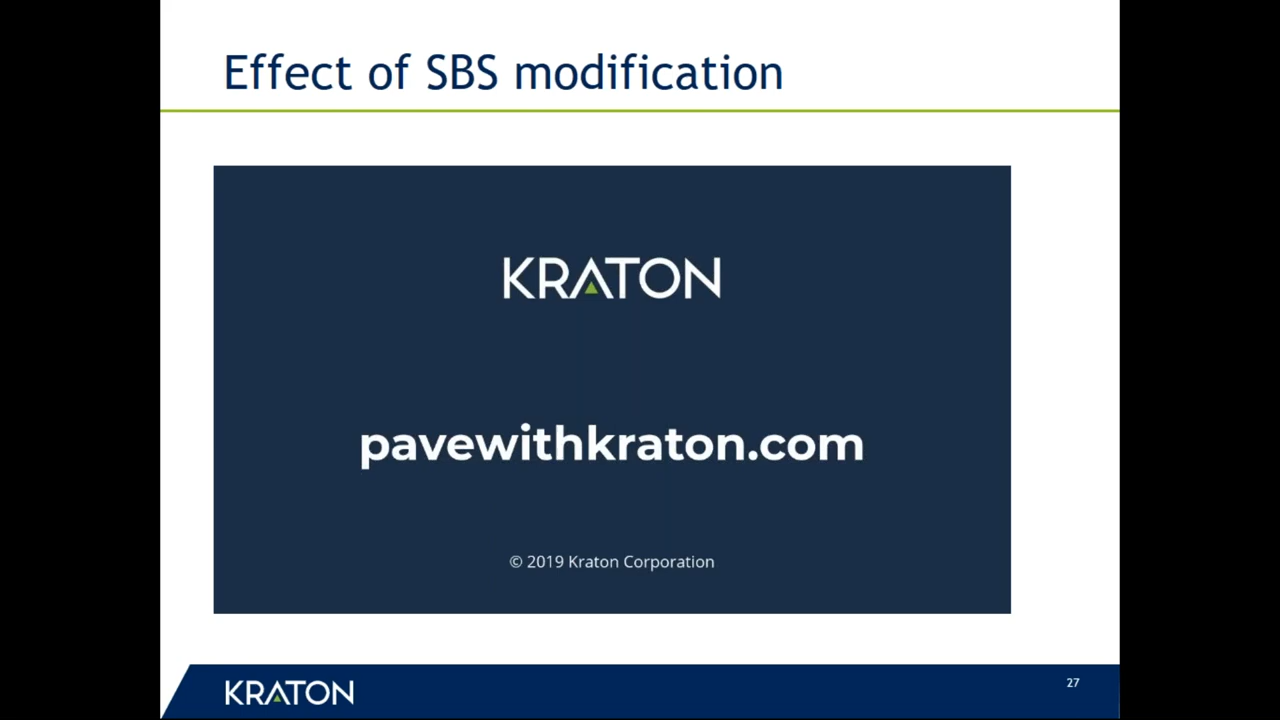 Effect of SBS modification
KRATON
pavewithkraton.com
© 2019 Kraton Corporation
KRATON
27